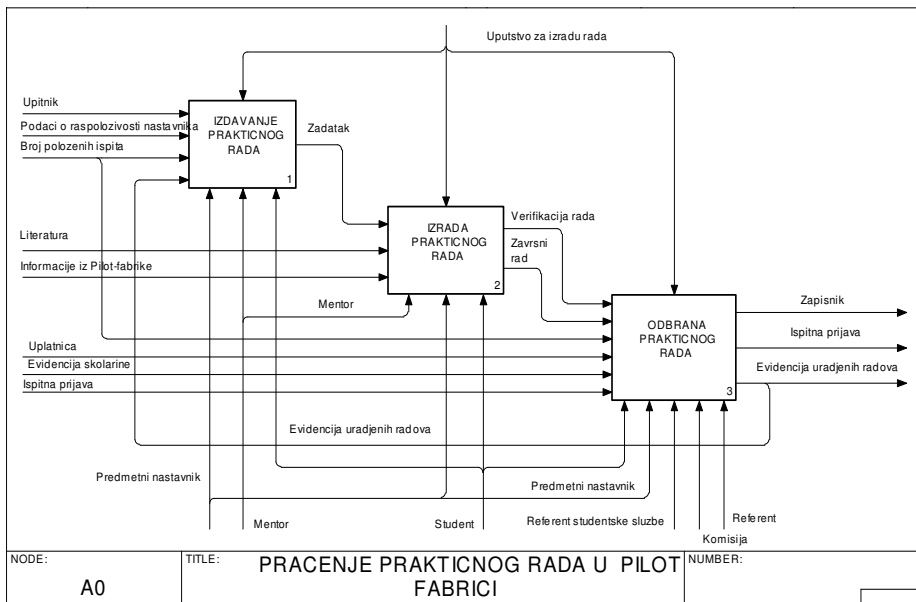 Uputstvo za izradu rada
Upitnik
Podaci o raspolozivosti nastavnika
Broj polozenih ispita
IZDAVANJE
PRAKTICNOG
RADA
1
Zadatak
Literatura
Informacije iz Pilot-fabrike
IZRADA
PRAKTICNOG
RADA
2
Verifikacija rada
Zavrsni
rad
Mentor
Uplatnica
Evidencija skolarine
Ispitna prijava
ODBRANA
PRAKTICNOG
RADA
3
Zapisnik
Ispitna prijava
Evidencija uradjenih radova
Evidencija uradjenih radova
Predmetni nastavnik
Predmetni nastavnik
Mentor
Student
Referent studentske sluzbe
Referent
Komisija
NODE:
A0
TITLE:
PRACENJE PRAKTICNOG RADA U PILOT
FABRICI
NUMBER: